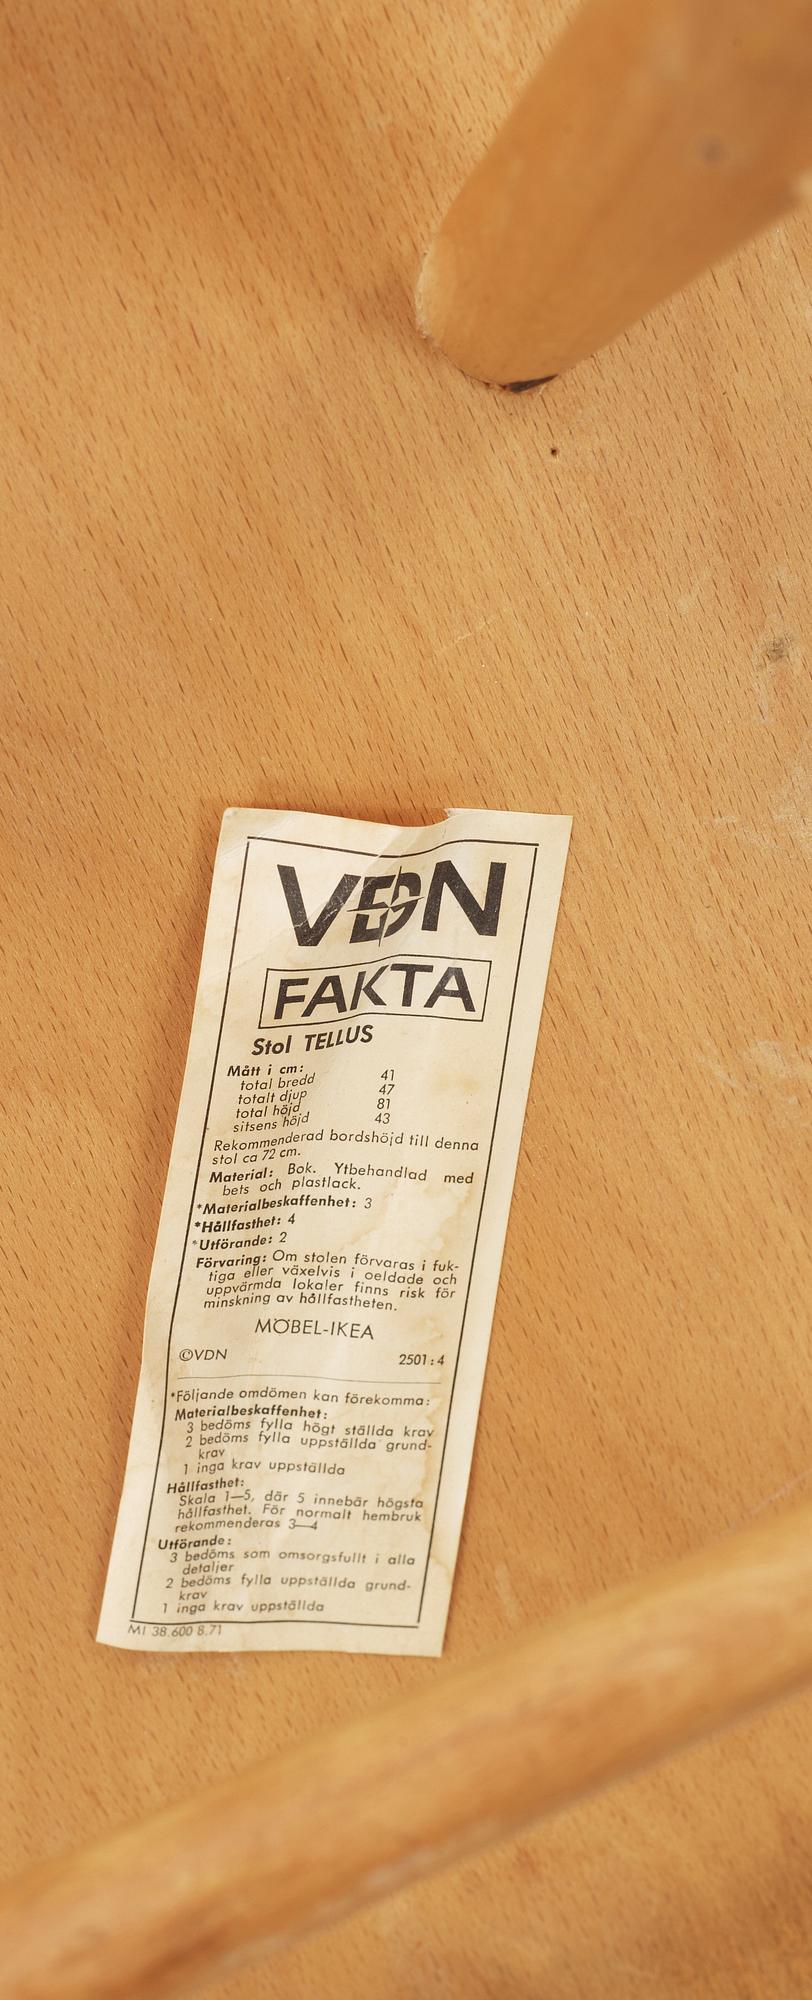 VDN
FAKTA
Stol TELLUS
Mått i cm:
total bredd 41
totalt djup 47
total höjd 81
sitsens höjd 43
Rekommenderad bordshöjd till denna
stol ca 72 cm.
Material: Bok. Ytbehandlad med
bets och plastlack.
*Materialbeskaffenhet: 3
*Hållfasthet: 4
*Utförande: 2
Förvaring: Om stolen förvaras i fuk-
tiga eller växelvis i oeldade och
uppvärmda lokaler finns risk för
minskning av hållfastheten.
MÖBEL-IKEA
©VDN 2501:4
*Följande omdömen kan förekomma:
Materialbeskaffenhet:
3 bedöms fylla högt ställda krav
2 bedöms fylla uppställda grund-
krav
1 inga krav uppställda
Hållfasthet:
Skala 1—5, där 5 innebär högsta
hållfasthet. För normalt hembruk
rekommenderas 3—4
Utförande:
3 bedöms som omsorgsfullt i alla
detaljer
2 bedöms fylla uppställda grund-
krav
1 inga krav uppställda
MI 38.600 8.71